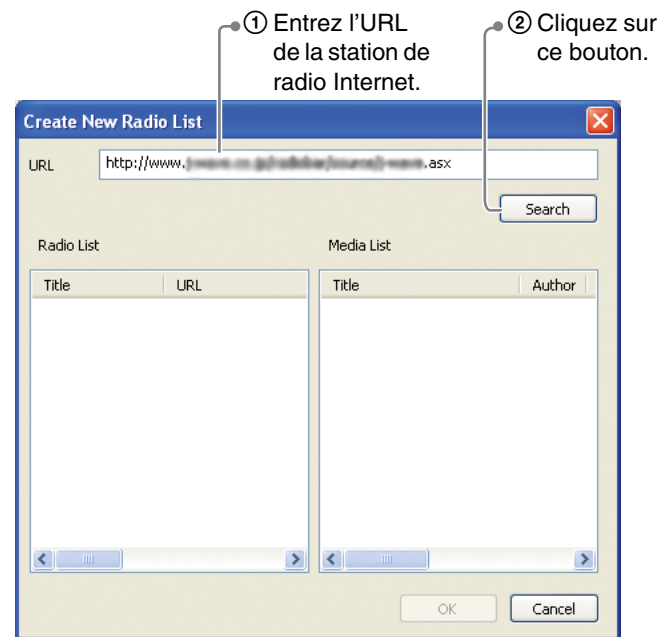 ① Entrez l'URL
de la station de
radio Internet.
② Cliquez sur
ce bouton.
Create New Radio List
URL http://www. .asx
Search
Radio List Media List
Title URL Title Author
OK Cancel